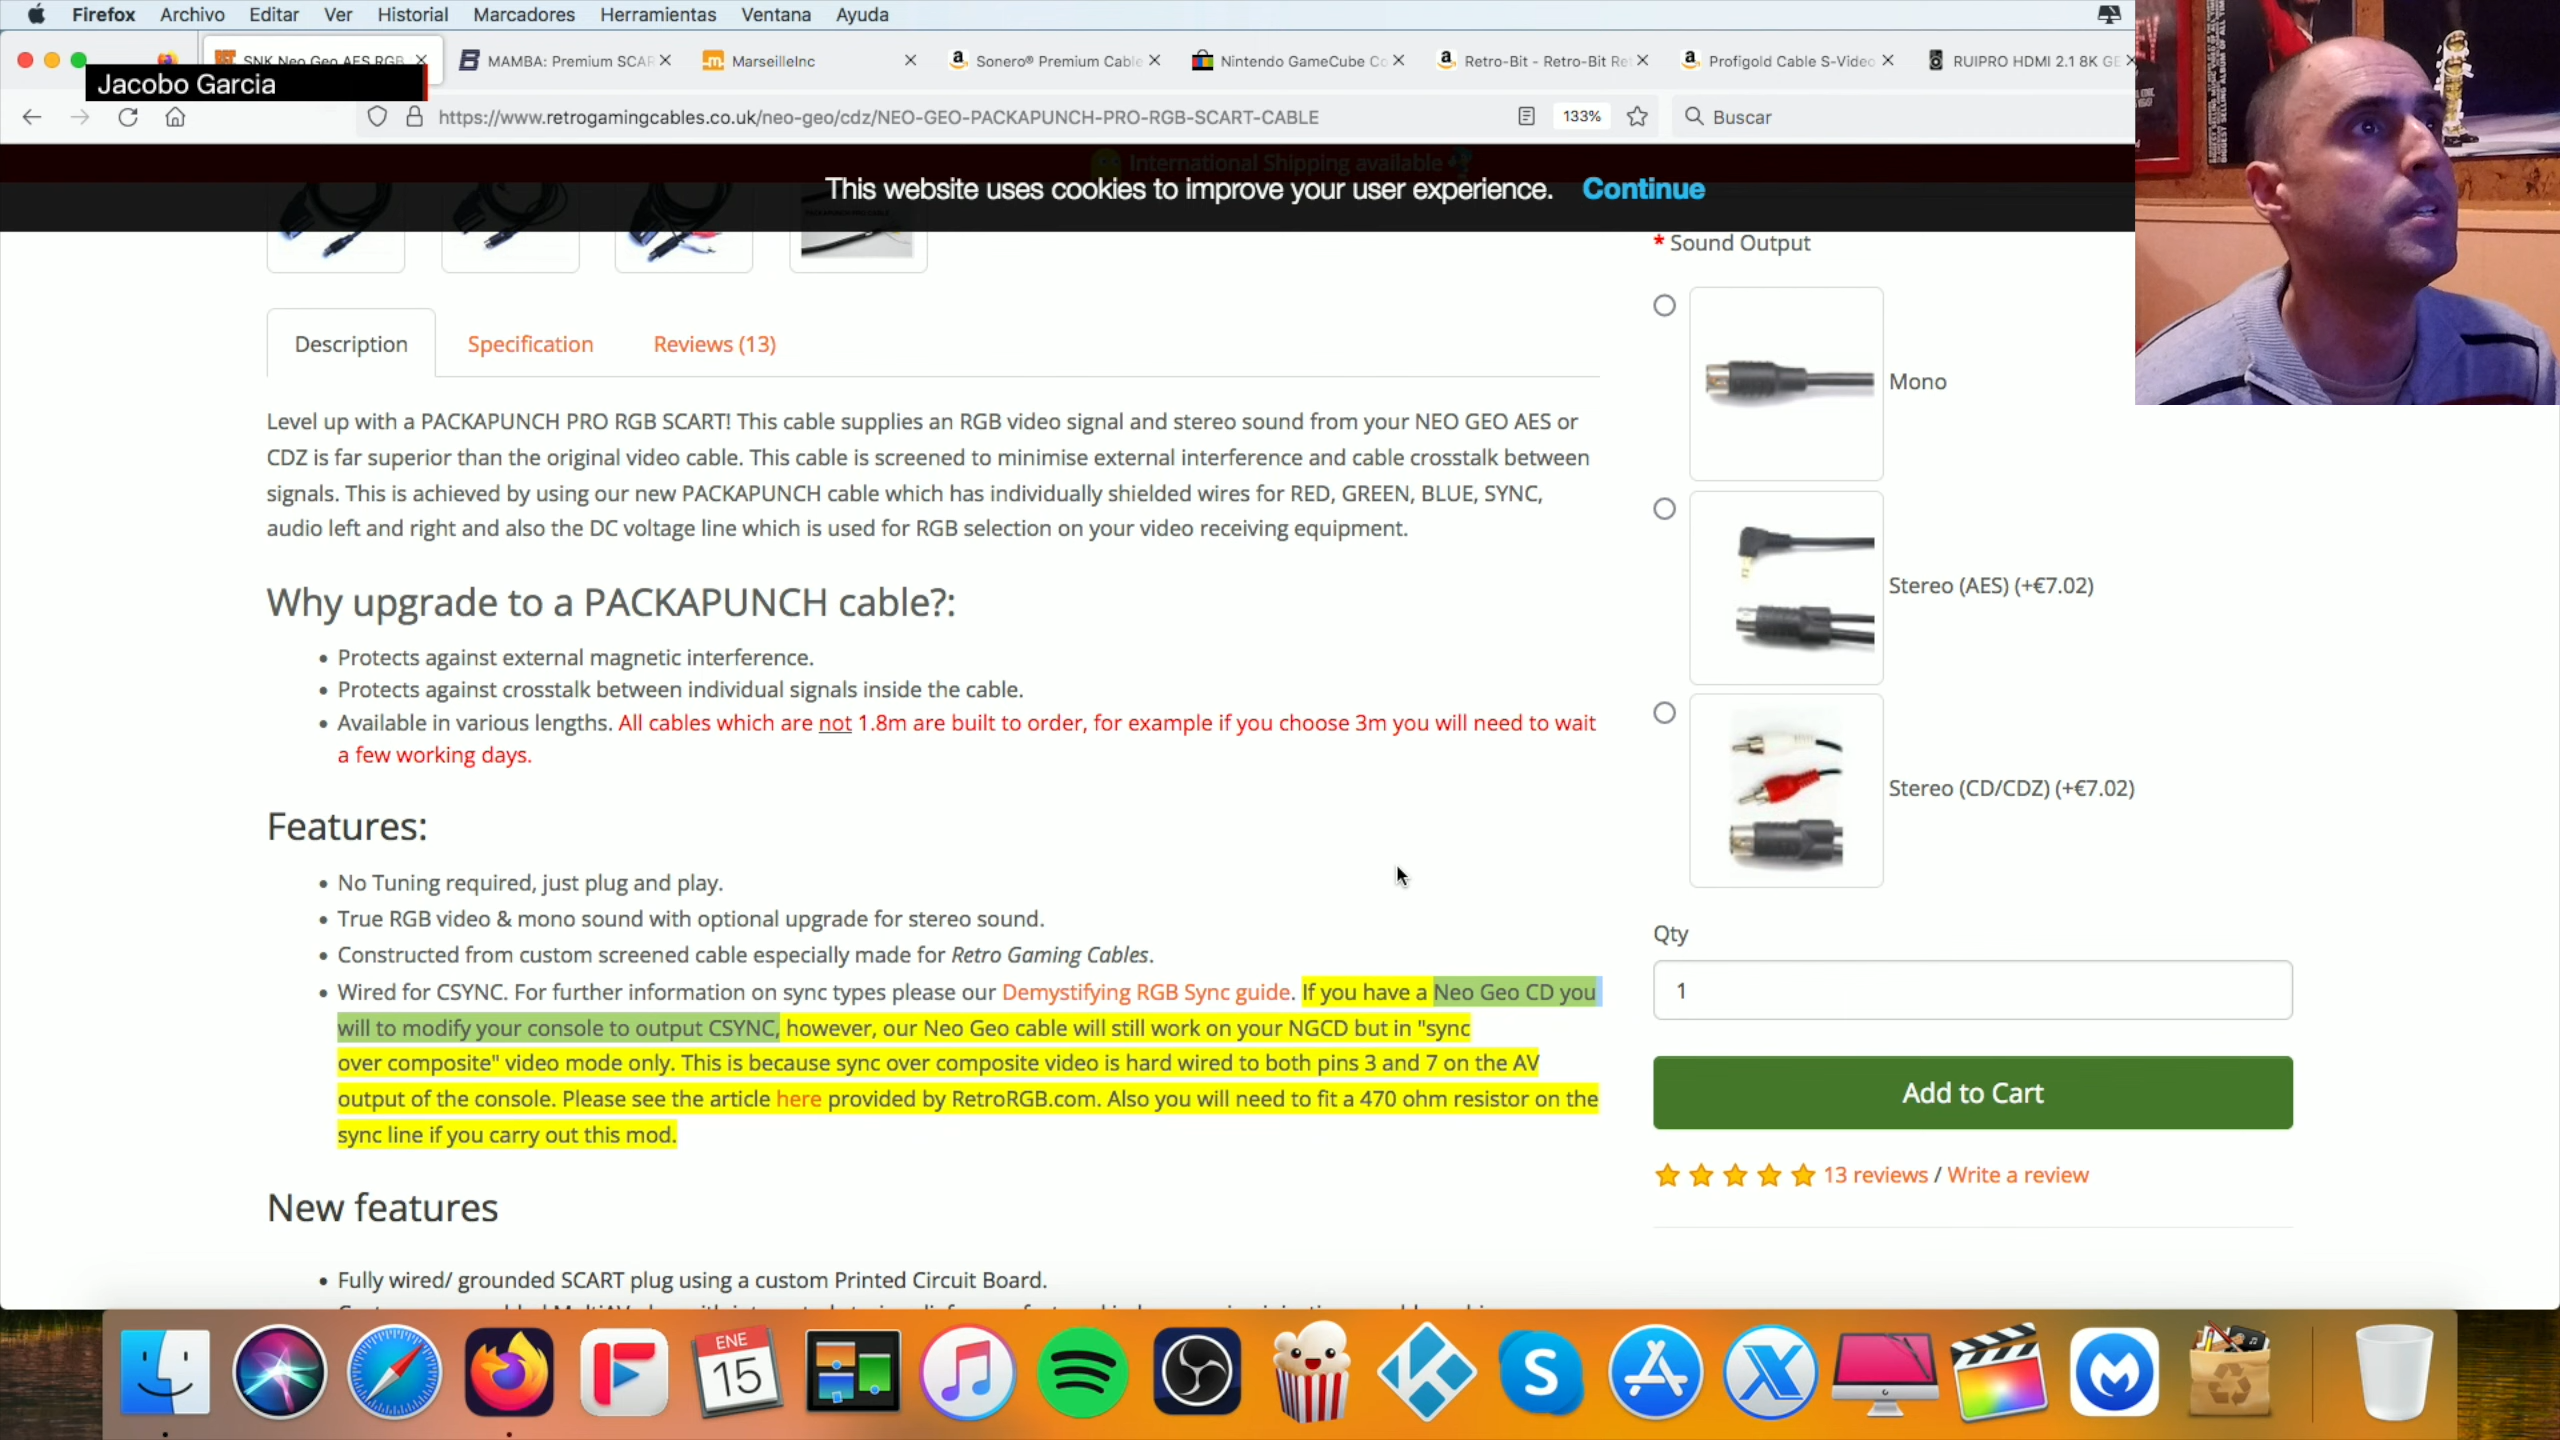 Firefox Archivo Editar Ver Historial Marcadores Herramientas Ventana Ayuda
SNK Neo Geo AES RGB MAMBA: Premium SCAR MarseilleInc Sonero® Premium Cable Nintendo GameCube Co Retro-Bit - Retro-Bit Re Profigold Cable S-Video RUIPRO HDMI 2.1 8K GE
Jacobo Garcia
https://www.retrogamingcables.co.uk/neo-geo/cdz/NEO-GEO-PACKAPUNCH-PRO-RGB-SCART-CABLE 133% Buscar
International Shipping available
This website uses cookies to improve your user experience. Continue
* Sound Output
Description Specification Reviews (13)
Mono
Level up with a PACKAPUNCH PRO RGB SCART! This cable supplies an RGB video signal and stereo sound from your NEO GEO AES or
CDZ is far superior than the original video cable. This cable is screened to minimise external interference and cable crosstalk between
signals. This is achieved by using our new PACKAPUNCH cable which has individually shielded wires for RED, GREEN, BLUE, SYNC,
audio left and right and also the DC voltage line which is used for RGB selection on your video receiving equipment.
Stereo (AES) (+€7.02)
Why upgrade to a PACKAPUNCH cable?:
• Protects against external magnetic interference.
• Protects against crosstalk between individual signals inside the cable.
• Available in various lengths. All cables which are not 1.8m are built to order, for example if you choose 3m you will need to wait
a few working days.
Stereo (CD/CDZ) (+€7.02)
Features:
• No Tuning required, just plug and play.
• True RGB video & mono sound with optional upgrade for stereo sound.
• Constructed from custom screened cable especially made for Retro Gaming Cables.
• Wired for CSYNC. For further information on sync types please our Demystifying RGB Sync guide. If you have a Neo Geo CD you
will to modify your console to output CSYNC, however, our Neo Geo cable will still work on your NGCD but in "sync
over composite" video mode only. This is because sync over composite video is hard wired to both pins 3 and 7 on the AV
output of the console. Please see the article here provided by RetroRGB.com. Also you will need to fit a 470 ohm resistor on the
sync line if you carry out this mod.
Qty
1
Add to Cart
13 reviews / Write a review
New features
• Fully wired/ grounded SCART plug using a custom Printed Circuit Board.
ENE
15